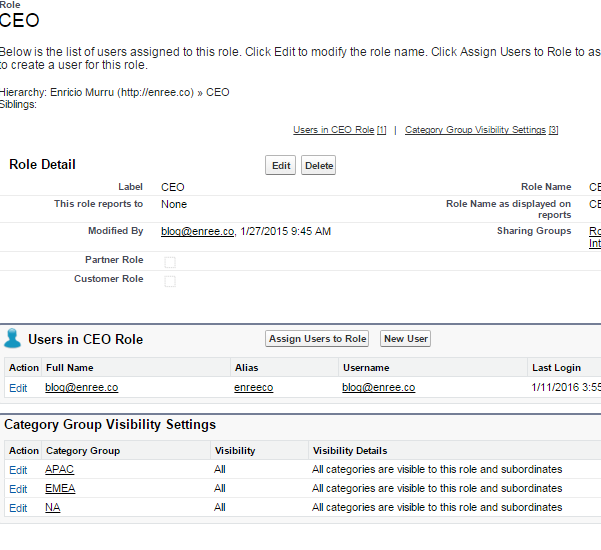 Role
CEO
Below is the list of users assigned to this role. Click Edit to modify the role name. Click Assign Users to Role to as
to create a user for this role.
Hierarchy: Enricio Murru (http://enree.co) » CEO
Siblings:
Users in CEO Role [1] | Category Group Visibility Settings [3]
Role Detail Edit Delete
Label CEO Role Name CE
This role reports to None Role Name as displayed on reports CE
Modified By blog@enree.co, 1/27/2015 9:45 AM Sharing Groups Ro
Int
Partner Role
Customer Role
Users in CEO Role Assign Users to Role New User
Action Full Name Alias Username Last Login
Edit blog@enree.co enreeco blog@enree.co 1/11/2016 3:55
Category Group Visibility Settings
Action Category Group Visibility Visibility Details
Edit APAC All All categories are visible to this role and subordinates
Edit EMEA All All categories are visible to this role and subordinates
Edit NA All All categories are visible to this role and subordinates